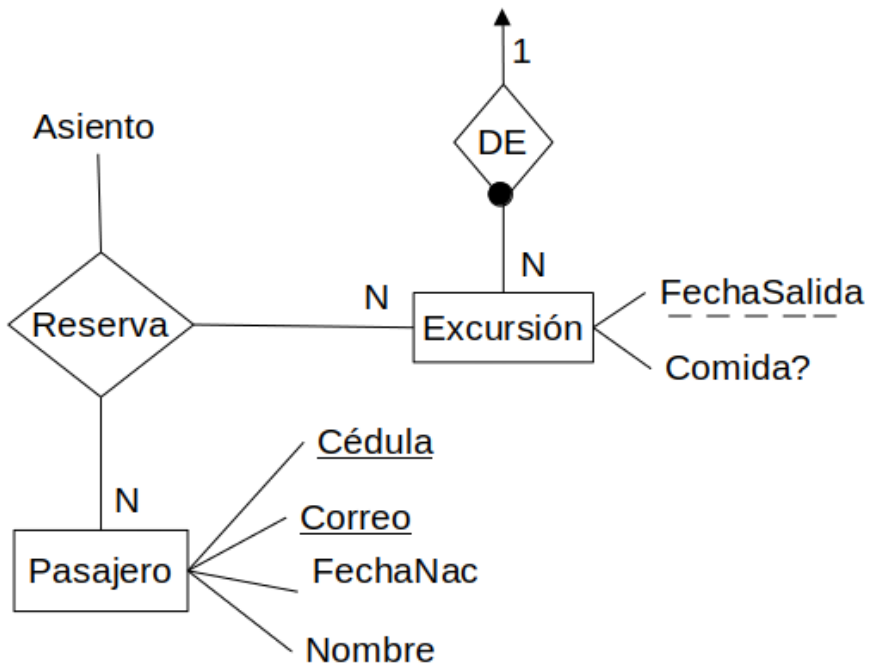 1
Asiento
DE
N
N
FechaSalida
Reserva
Excursión
Comida?
Cédula
N
Correo
Pasajero
FechaNac
Nombre